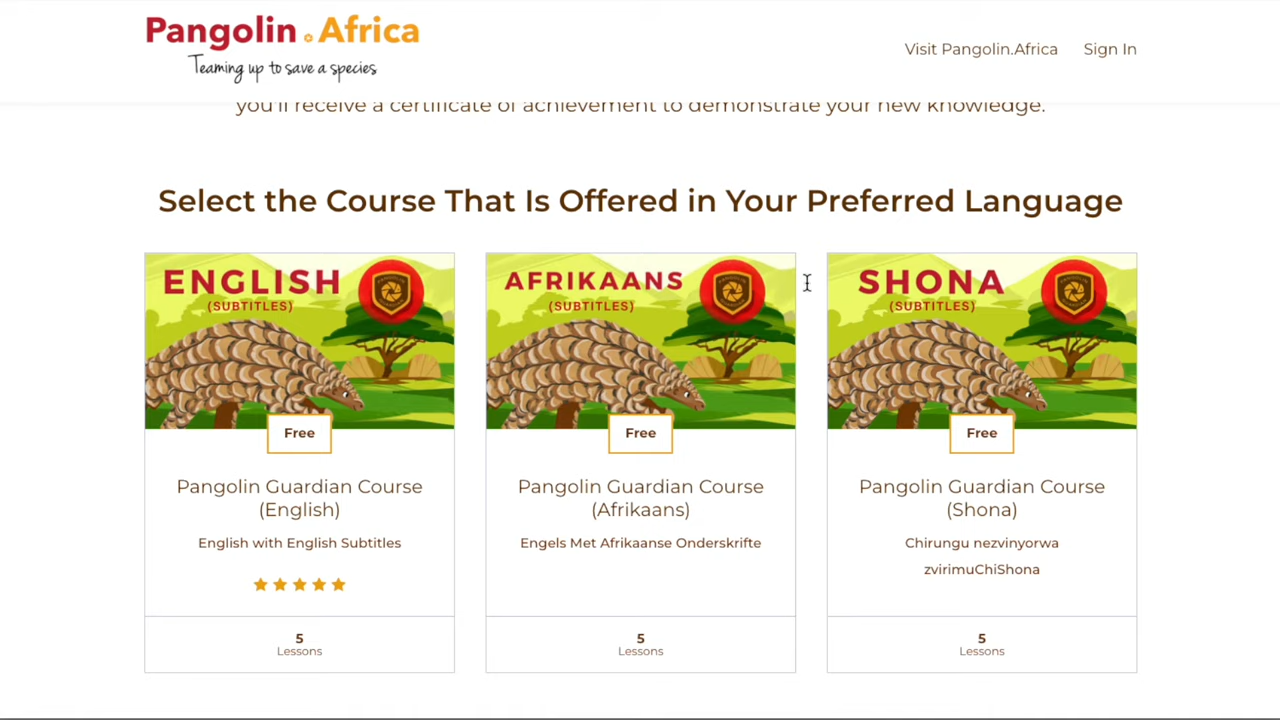 Pangolin.Africa
Teaming up to save a species
Visit Pangolin.Africa
Sign In
you'll receive a certificate of achievement to demonstrate your new knowledge.
Select the Course That Is Offered in Your Preferred Language
ENGLISH
(SUBTITLES)
Free
Pangolin Guardian Course
(English)
English with English Subtitles
5
Lessons
AFRIKAANS
(SUBTITLES)
Free
Pangolin Guardian Course
(Afrikaans)
Engels Met Afrikaanse Onderskrifte
5
Lessons
SHONA
(SUBTITLES)
Free
Pangolin Guardian Course
(Shona)
Chirungu nezvinyorwa
zvirimuChiShona
5
Lessons